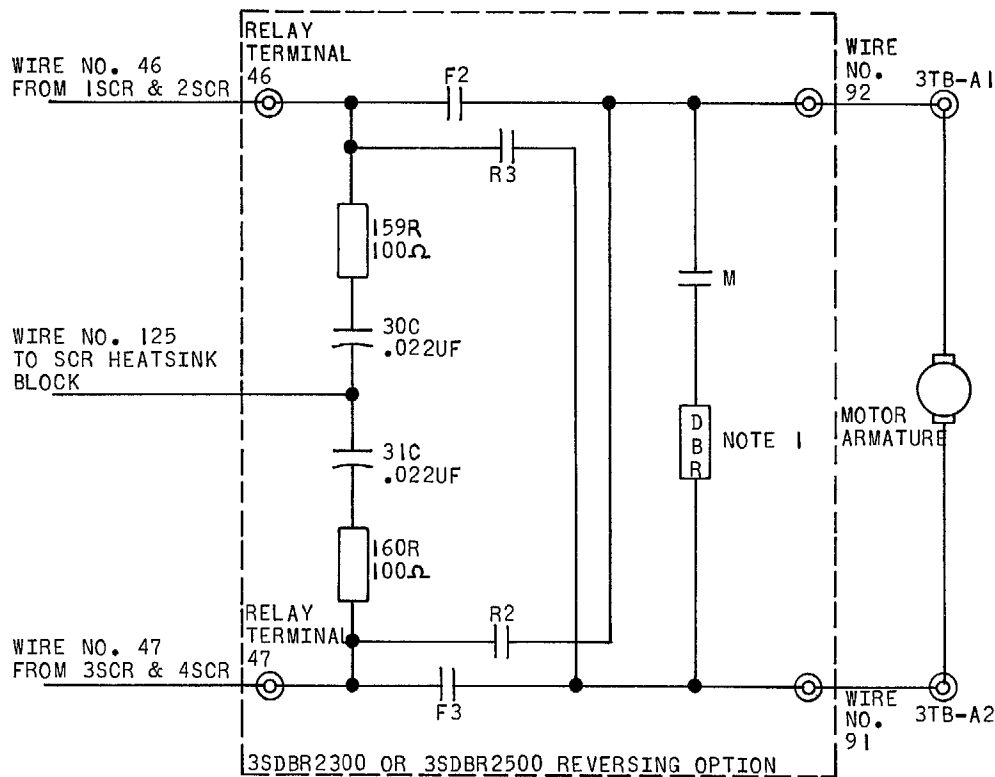 RELAY
TERMINAL
46
WIRE NO. 46
FROM 1SCR & 2SCR
F2
WIRE
NO.
92
3TB-A1
R3
159R
100Ω
M
30C
.022UF
WIRE NO. 125
TO SCR HEATSINK
BLOCK
DBR
NOTE 1
MOTOR
ARMATURE
31C
.022UF
160R
100Ω
RELAY
TERMINAL
47
R2
WIRE NO. 47
FROM 3SCR & 4SCR
F3
WIRE
NO.
91
3TB-A2
3SDBR2300 OR 3SDBR2500 REVERSING OPTION